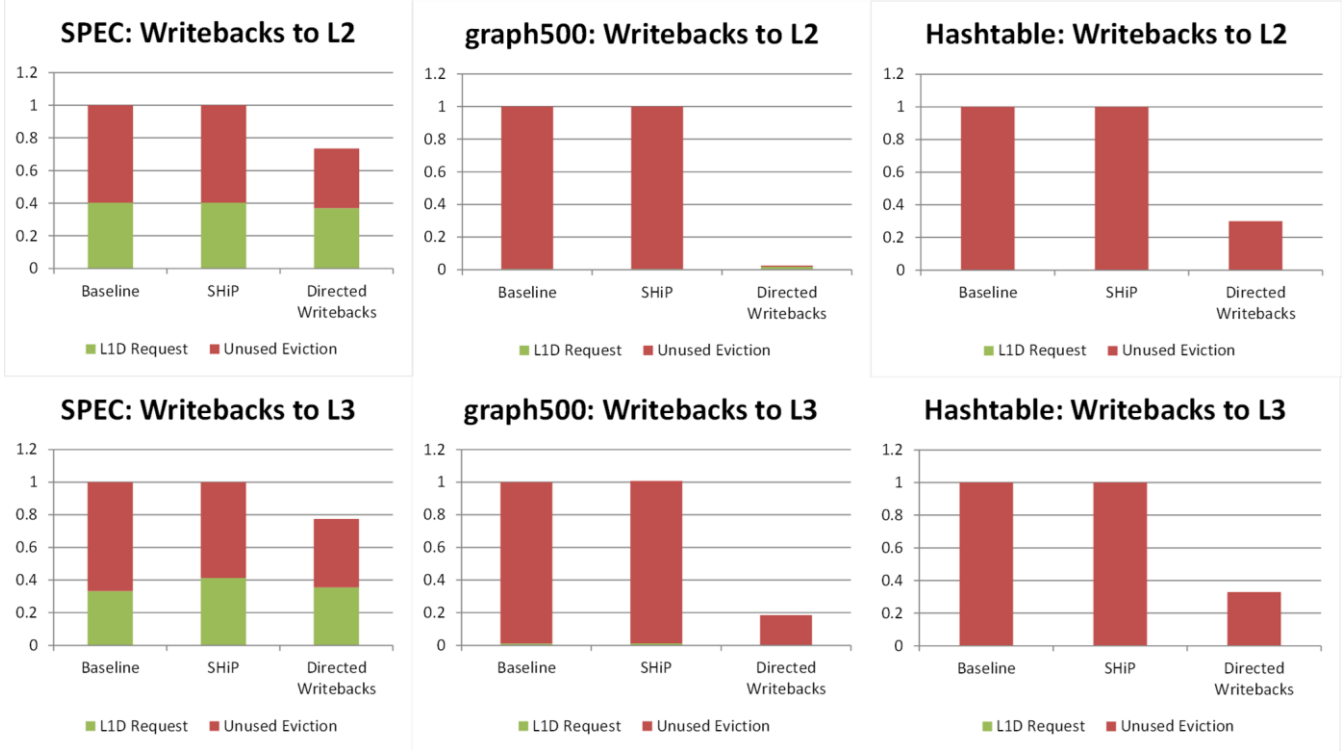 SPEC: Writebacks to L2
1.2
1
0.8
0.6
0.4
0.2
0
Baseline SHiP Directed
Writebacks
L1D Request Unused Eviction
graph500: Writebacks to L2
1.2
1
0.8
0.6
0.4
0.2
0
Baseline SHiP Directed
Writebacks
L1D Request Unused Eviction
Hashtable: Writebacks to L2
1.2
1
0.8
0.6
0.4
0.2
0
Baseline SHiP Directed
Writebacks
L1D Request Unused Eviction
SPEC: Writebacks to L3
1.2
1
0.8
0.6
0.4
0.2
0
Baseline SHiP Directed
Writebacks
L1D Request Unused Eviction
graph500: Writebacks to L3
1.2
1
0.8
0.6
0.4
0.2
0
Baseline SHiP Directed
Writebacks
L1D Request Unused Eviction
Hashtable: Writebacks to L3
1.2
1
0.8
0.6
0.4
0.2
0
Baseline SHiP Directed
Writebacks
L1D Request Unused Eviction